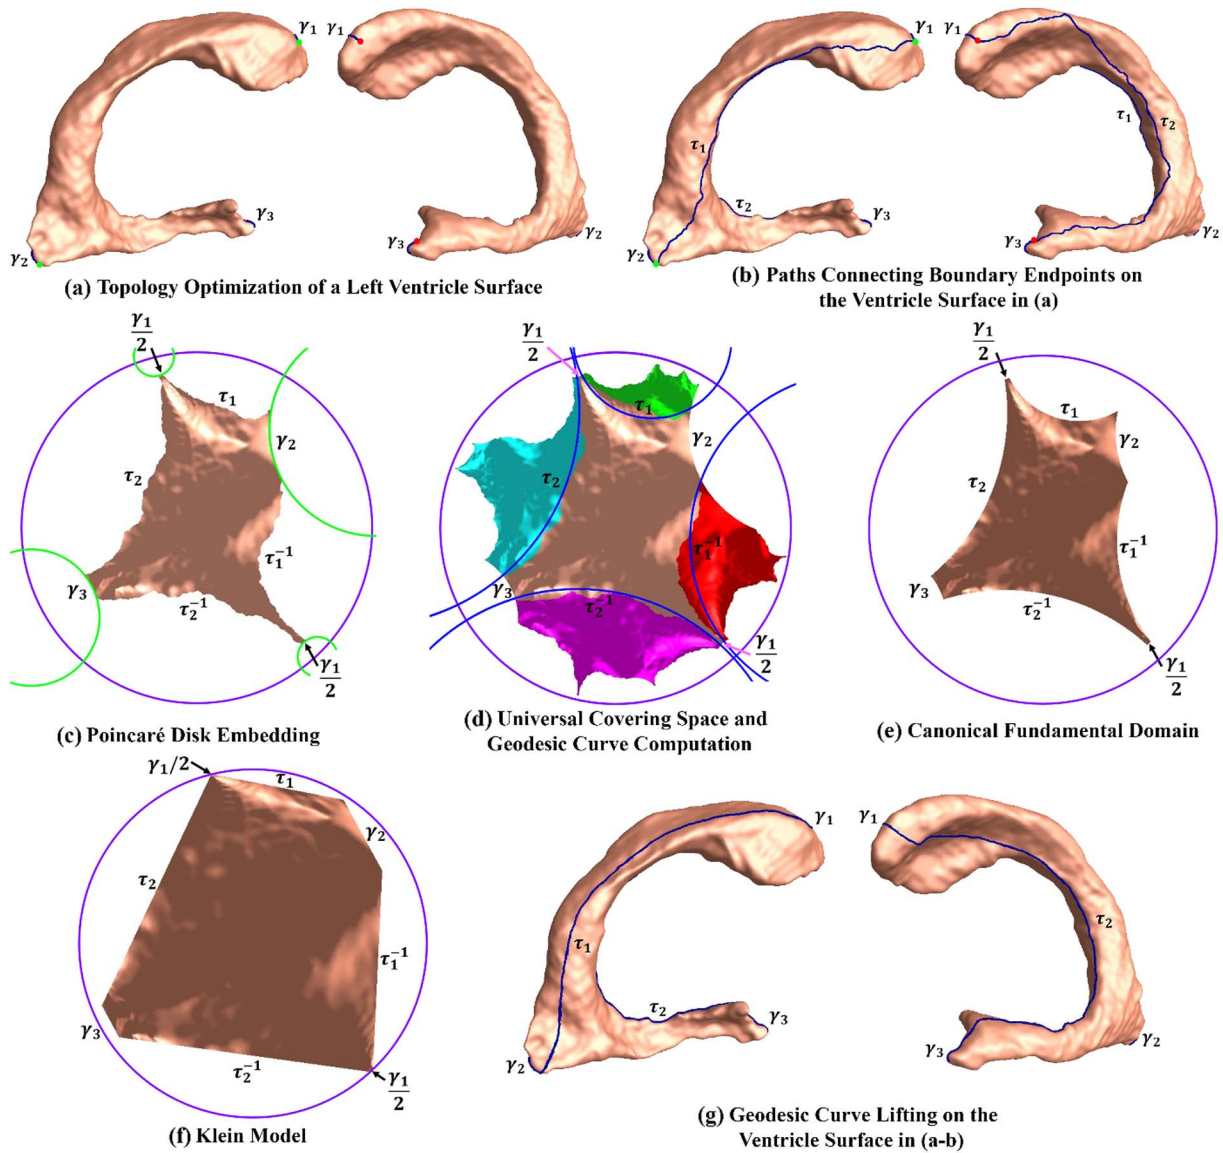 γ1 γ1
γ2 γ3 γ3 γ2
(a) Topology Optimization of a Left Ventricle Surface
γ1 γ1
τ1 τ1 τ2
τ2
γ2 γ3 γ3 γ2
(b) Paths Connecting Boundary Endpoints on
the Ventricle Surface in (a)
γ1/2
τ1
γ2
τ2
τ1^-1
γ3
τ2^-1
γ1/2
(c) Poincaré Disk Embedding
γ1/2
τ1
γ2
τ2
τ1^-1
γ3
τ2^-1
γ1/2
(d) Universal Covering Space and
Geodesic Curve Computation
γ1/2
τ1
γ2
τ2
τ1^-1
γ3
τ2^-1
γ1/2
(e) Canonical Fundamental Domain
γ1/2
τ1
γ2
τ2
τ1^-1
γ3
τ2^-1
γ1/2
(f) Klein Model
γ1 γ1
τ1 τ2
τ2 γ3
γ2 γ3 γ2
(g) Geodesic Curve Lifting on the
Ventricle Surface in (a-b)